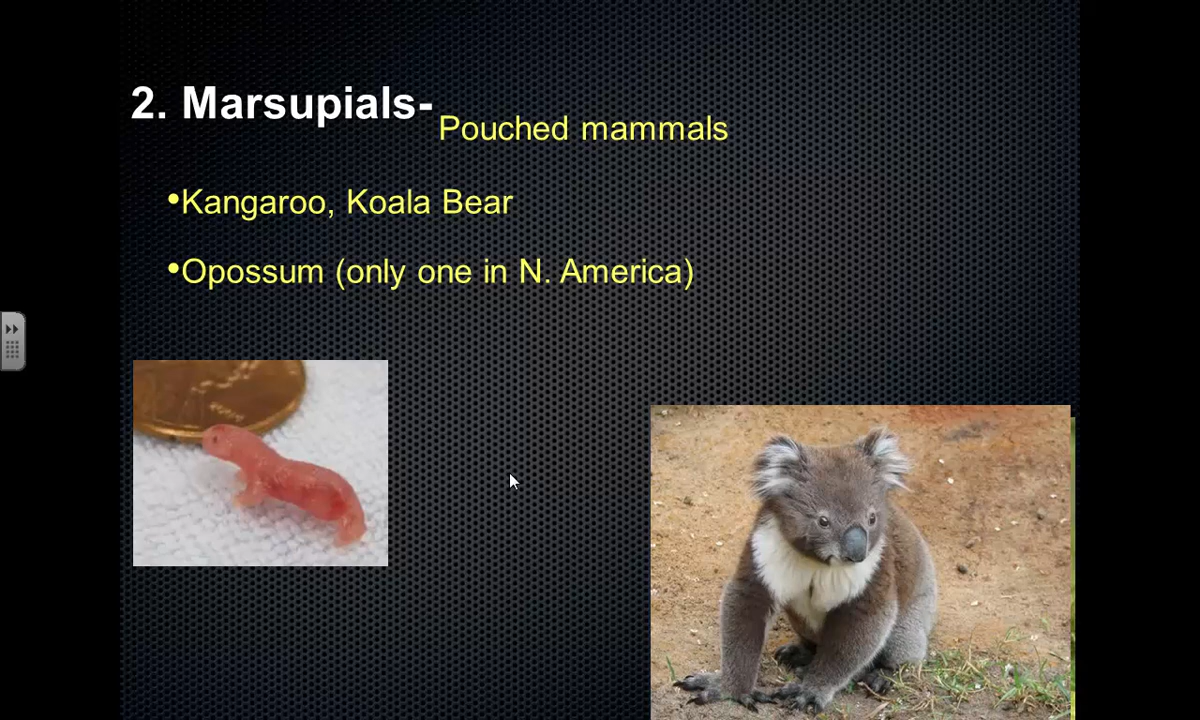 2. Marsupials-
Pouched mammals
•Kangaroo, Koala Bear
•Opossum (only one in N. America)